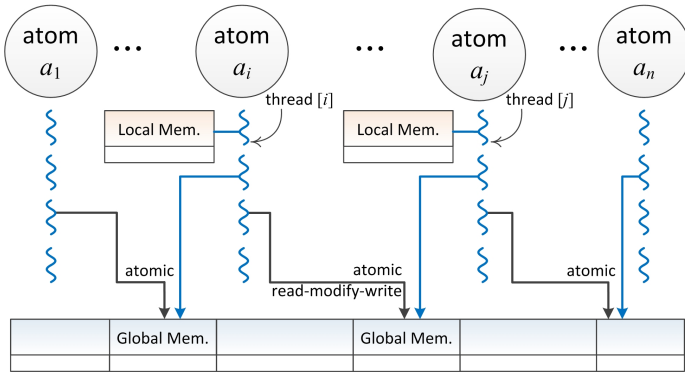 atom
a1
...
atom
ai
...
atom
aj
...
atom
an
thread [i]
thread [j]
Local Mem.
Local Mem.
atomic
atomic
read-modify-write
atomic
Global Mem.
Global Mem.